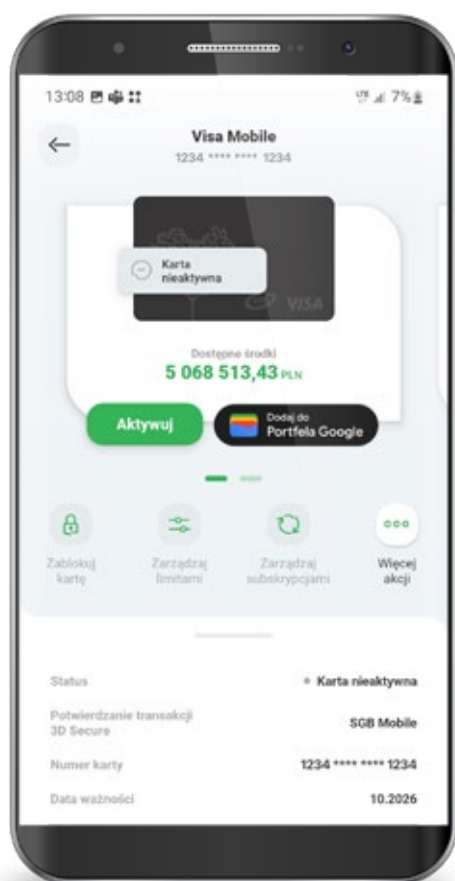 13:08
LTE
7%
Visa Mobile
1234 **** **** 1234
Karta
nieaktywna
VISA
Dostępne środki
5 068 513,43 PLN
Aktywuj
Dodaj do
Portfela Google
Zablokuj
kartę
Zarządzaj
limitami
Zarządzaj
subskrypcjami
Więcej
akcji
Status
Karta nieaktywna
Potwierdzanie transakcji
3D Secure
SGB Mobile
Numer karty
1234 **** **** 1234
Data ważności
10.2026